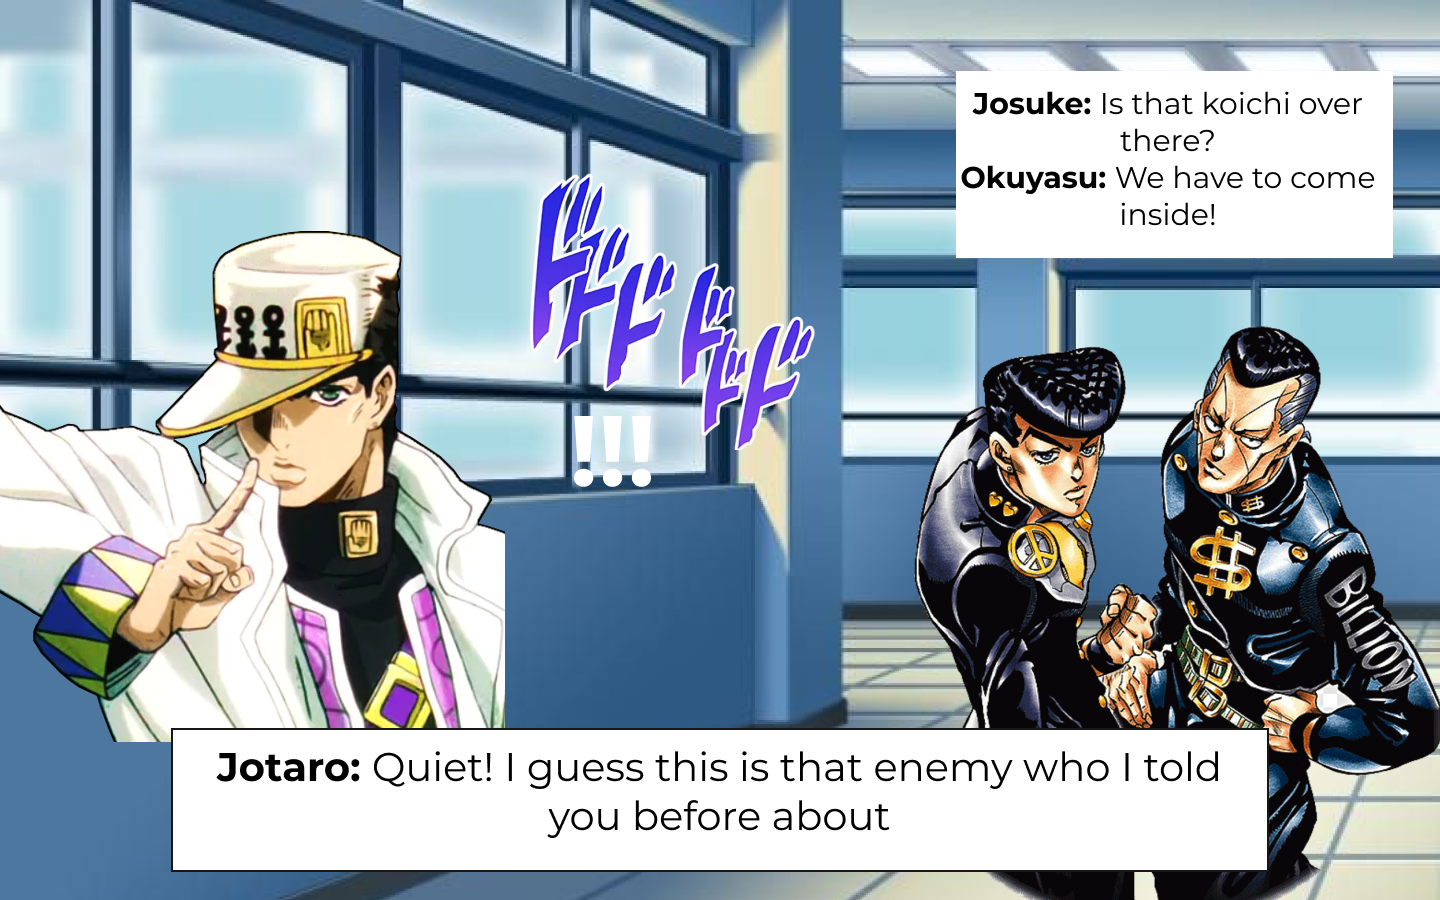 Josuke: Is that koichi over
there?
Okuyasu: We have to come
inside!
ドドド
ドドド
!!!
BILLION
Jotaro: Quiet! I guess this is that enemy who I told
you before about